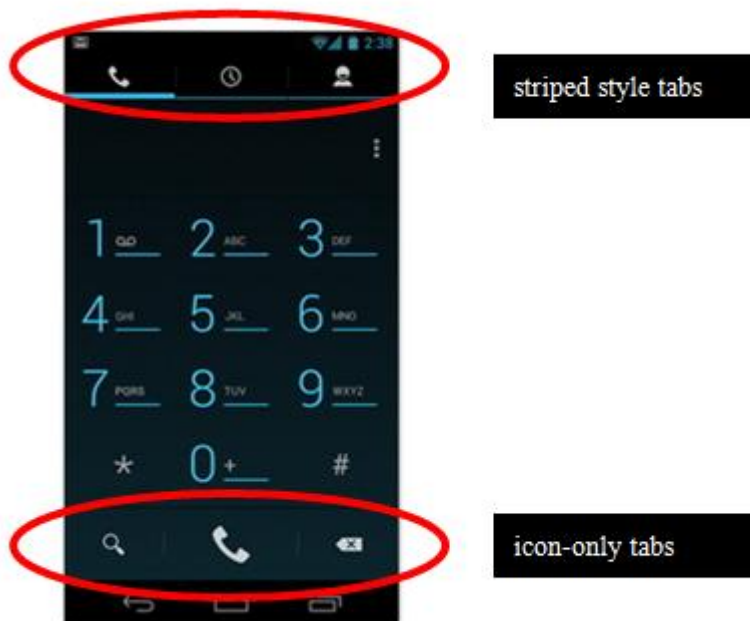 2:38
striped style tabs
1 2 ABC 3 DEF
4 GHI 5 JKL 6 MNO
7 PQRS 8 TUV 9 WXYZ
* 0 + #
icon-only tabs